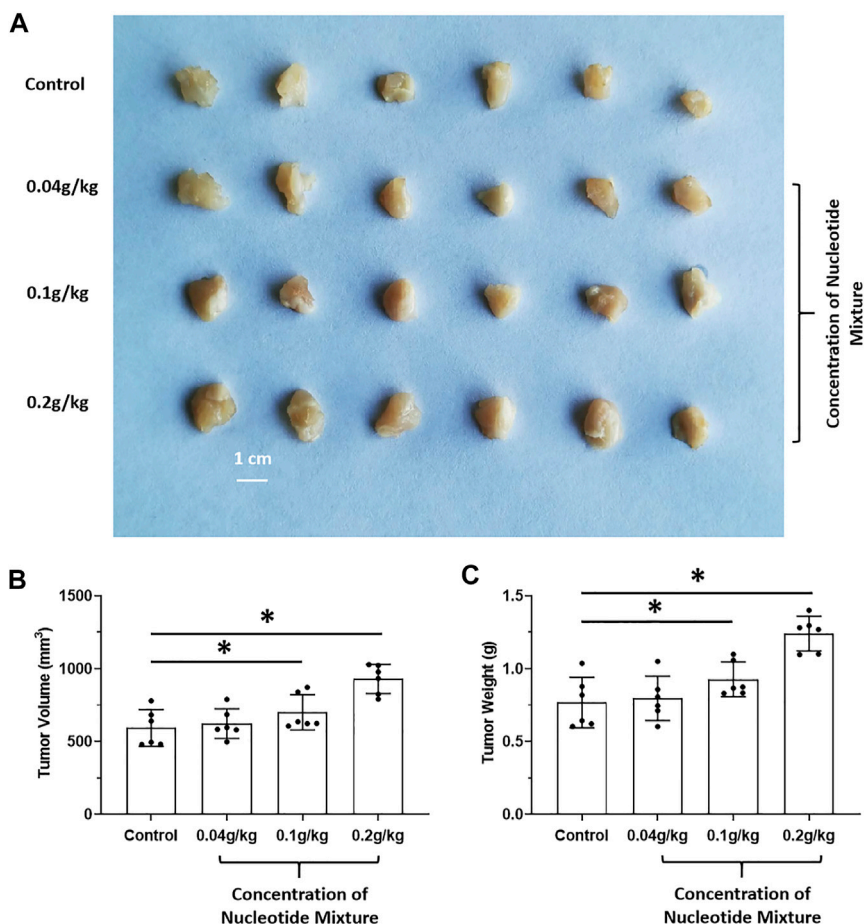 A
Control
0.04g/kg
0.1g/kg
0.2g/kg
1 cm
Concentration of Nucleotide
Mixture
B
Tumor Volume (mm³)
1500
1000
500
0
*
*
Control
0.04g/kg
0.1g/kg
0.2g/kg
Concentration of
Nucleotide Mixture
C
Tumor Weight (g)
1.5
1.0
0.5
0.0
*
*
Control
0.04g/kg
0.1g/kg
0.2g/kg
Concentration of
Nucleotide Mixture